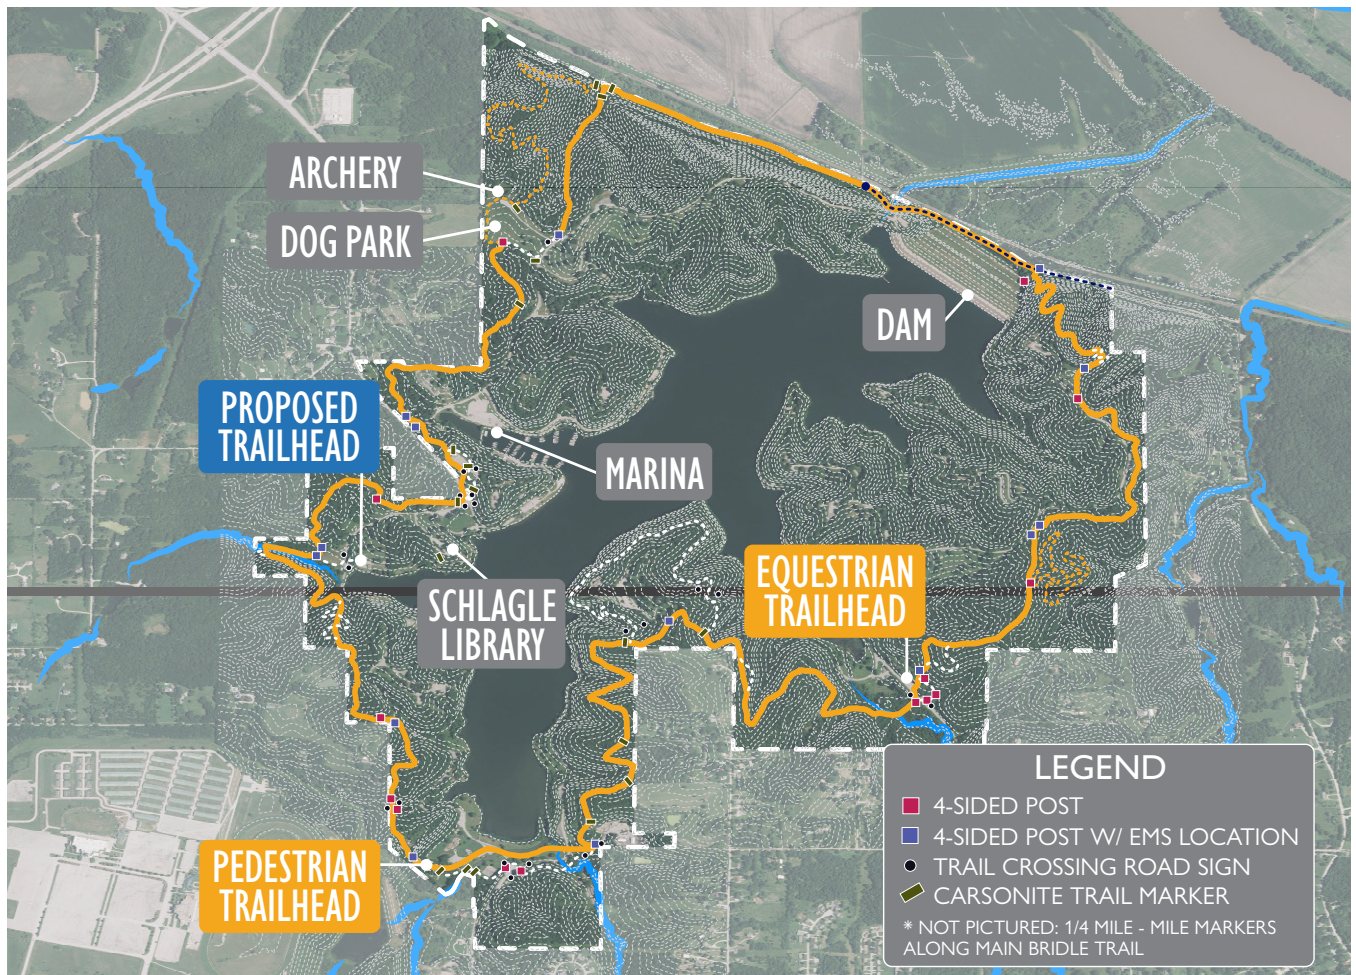 ARCHERY
DOG PARK
DAM
PROPOSED
TRAILHEAD
MARINA
SCHLAGLE
LIBRARY
EQUESTRIAN
TRAILHEAD
PEDESTRIAN
TRAILHEAD
LEGEND
4-SIDED POST
4-SIDED POST W/ EMS LOCATION
TRAIL CROSSING ROAD SIGN
CARSONITE TRAIL MARKER
* NOT PICTURED: 1/4 MILE - MILE MARKERS
ALONG MAIN BRIDLE TRAIL